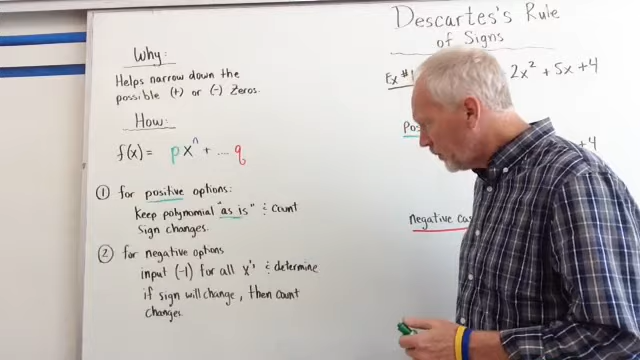 Descartes's Rule
of Signs
Why:
Helps narrow down the
possible (+) or (-) Zeros.
How:
f(x) = px^n + .... q
① for positive options:
Keep polynomial "as is" & count
Sign changes.
② for negative options
input (-1) for all x's & determine
if sign will change, then count
changes.
Ex #1
2x² + 5x + 4
Pos
+4
Negative Cas